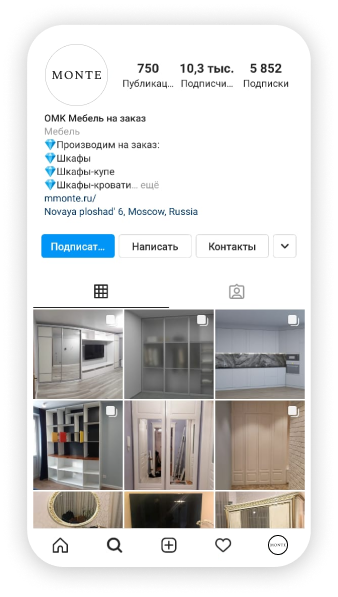 MONTE
750 10,3 тыс. 5 852
Публикац... Подписчи... Подписки
OMK Мебель на заказ
Мебель
💎Производим на заказ:
💎Шкафы
💎Шкафы-купе
💎Шкафы-кровати... ещё
mmonte.ru/
Novaya ploshad' 6, Moscow, Russia
Подписат... Написать Контакты
MONTE